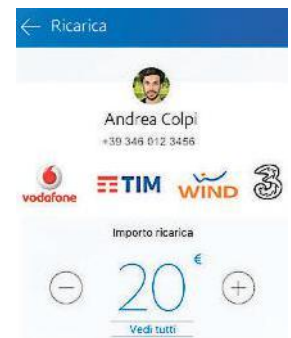 ← Ricarica
Andrea Colpi
+39 346 012 3456
vodafone TIM WIND 3
Importo ricarica
− 20 € +
Vedi tutti